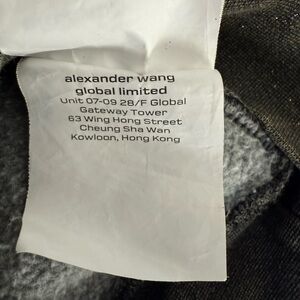 alexander wang
global limited
Unit 07-09 28/F Global
Gateway Tower
63 Wing Hong Street
Cheung Sha Wan
Kowloon, Hong Kong